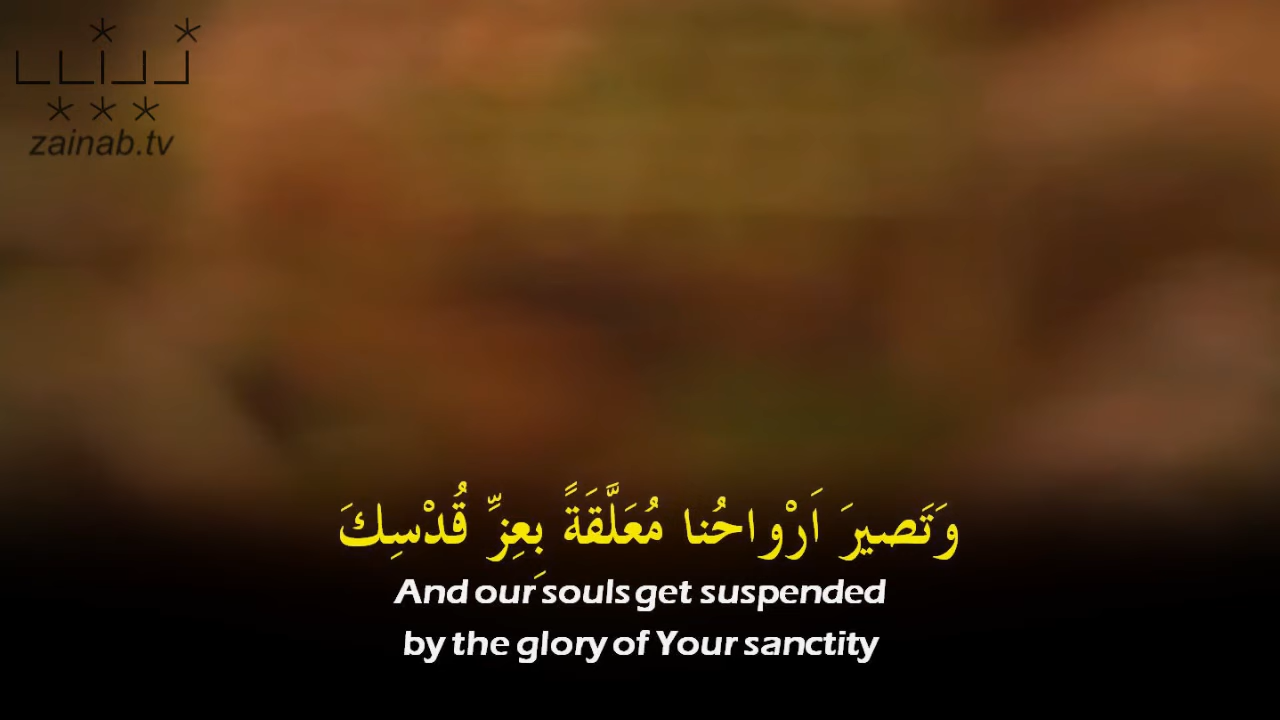 zainab.tv
وَتَصيرَ اَرْواحُنا مُعَلَّقَةً بِعِزِّ قُدْسِكَ
And our souls get suspended
by the glory of Your sanctity